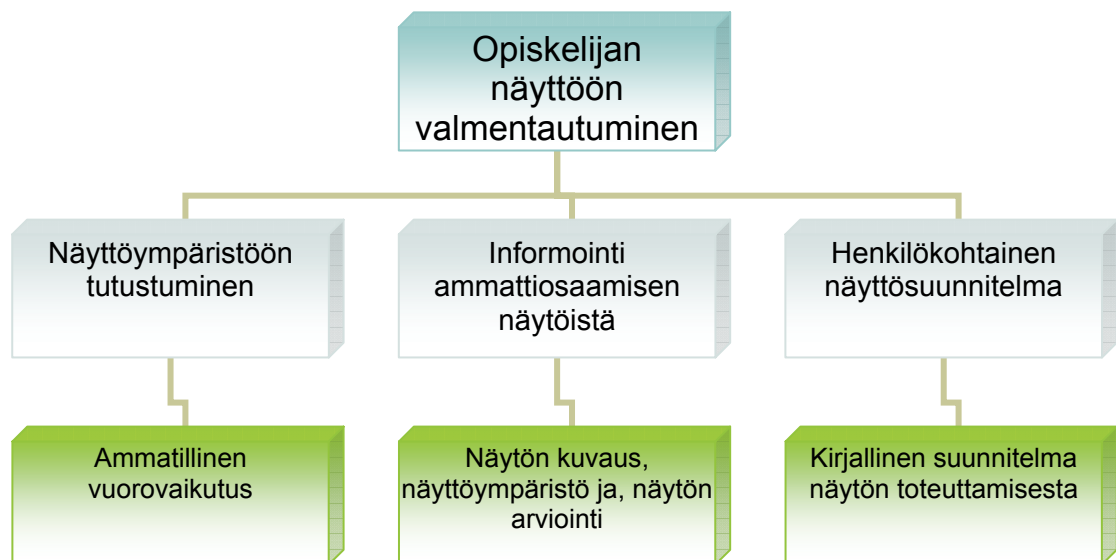 Opiskelijan
näyttöön
valmentautuminen
Näyttöympäristöön
tutustuminen
Informointi
ammattiosaamisen
näytöistä
Henkilökohtainen
näyttösuunnitelma
Ammatillinen
vuorovaikutus
Näytön kuvaus,
näyttöympäristö ja, näytön
arviointi
Kirjallinen suunnitelma
näytön toteuttamisesta